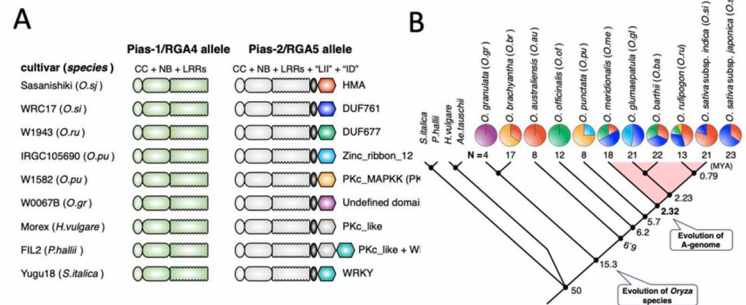 A
Pias-1/RGA4 allele
Pias-2/RGA5 allele
cultivar (species)
CC + NB + LRRs
CC + NB + LRRs + "LII" + "ID"
Sasanishiki (O.sj)
HMA
WRC17 (O.si)
DUF761
W1943 (O.ru)
DUF677
IRGC105690 (O.pu)
Zinc_ribbon_12
W1582 (O.pu)
PKc_MAPKK (PK
W0067B (O.gr)
Undefined domai
Morex (H.vulgare)
PKc_like
FIL2 (P.hallii)
PKc_like + W
Yugu18 (S.italica)
WRKY
B
S.italica
P.hallii
H.vulgare
Ae.tauschii
O. granulata (O.gr)
O. brachyantha (O.br)
O. australiensis (O.au)
O. officinalis (O.of)
O. punctata (O.pu)
O. meridionalis (O.me)
O. glumaepatula (O.gl)
O. barthii (O.ba)
O. rufipogon (O.ru)
O. sativa subsp. indica (O.si)
O. sativa subsp. japonica (O.s
N = 4 17 8 12 8 18 21 22 13 21 23
(MYA)
0.79
2.23
2.32
5.7
6.2
6.9
15.3
50
Evolution of
A-genome
Evolution of Oryza
species